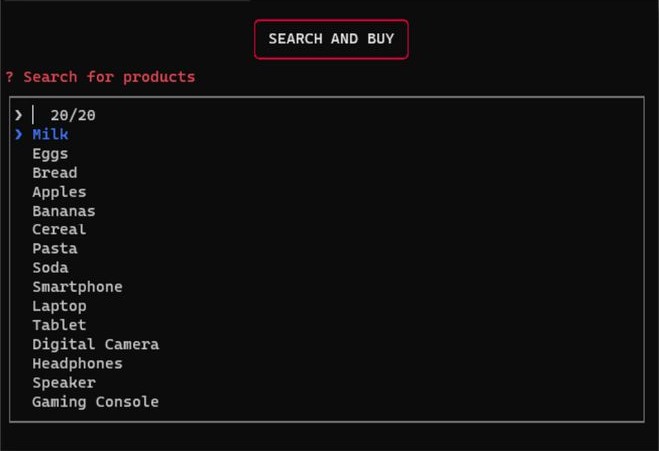 SEARCH AND BUY
? Search for products
❯ 20/20
❯ Milk
Eggs
Bread
Apples
Bananas
Cereal
Pasta
Soda
Smartphone
Laptop
Tablet
Digital Camera
Headphones
Speaker
Gaming Console